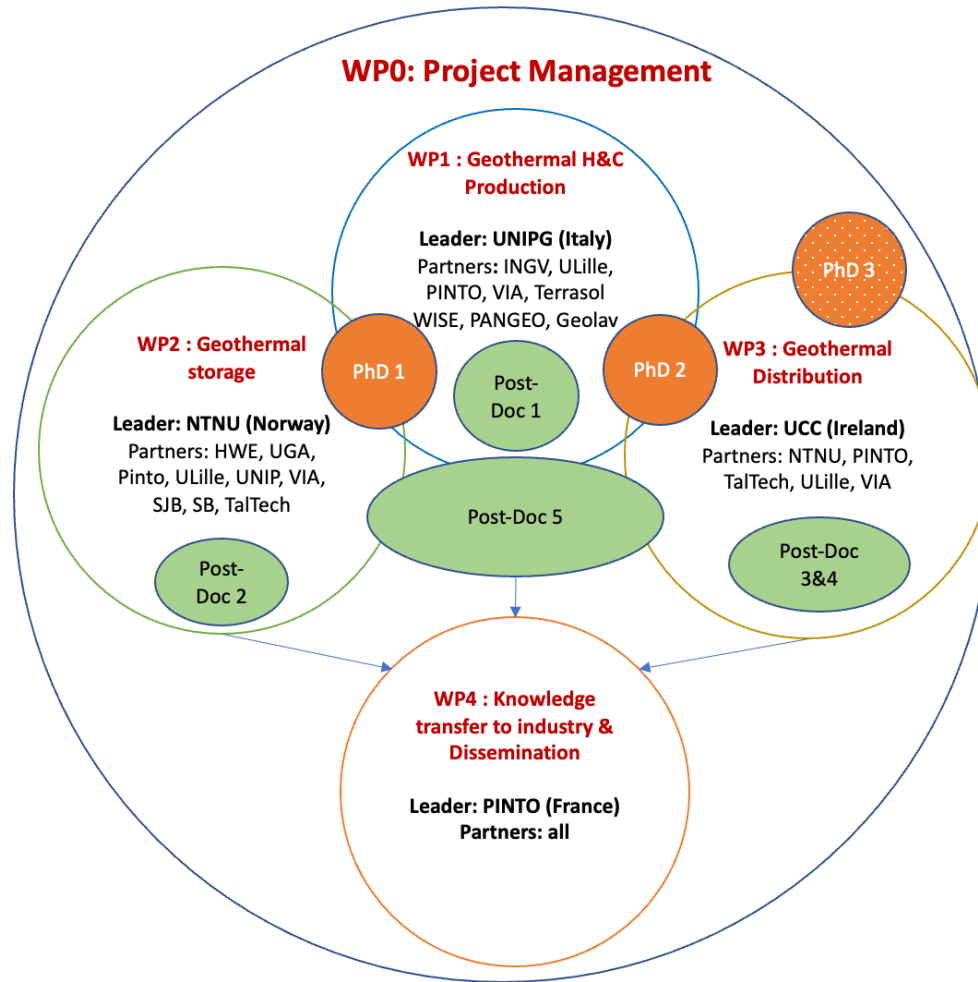 WP0: Project Management
WP1 : Geothermal H&C
Production
Leader: UNIPG (Italy)
Partners: INGV, ULille,
PINTO, VIA, Terrasol
WISE, PANGEO, Geolav
PhD 3
PhD 1
PhD 2
Post-
Doc 1
WP2 : Geothermal
storage
Leader: NTNU (Norway)
Partners: HWE, UGA,
Pinto, ULille, UNIP, VIA,
SJB, SB, TalTech
Post-
Doc 2
WP3 : Geothermal
Distribution
Leader: UCC (Ireland)
Partners: NTNU, PINTO,
TalTech, ULille, VIA
Post-Doc
3&4
Post-Doc 5
WP4 : Knowledge
transfer to industry &
Dissemination
Leader: PINTO (France)
Partners: all